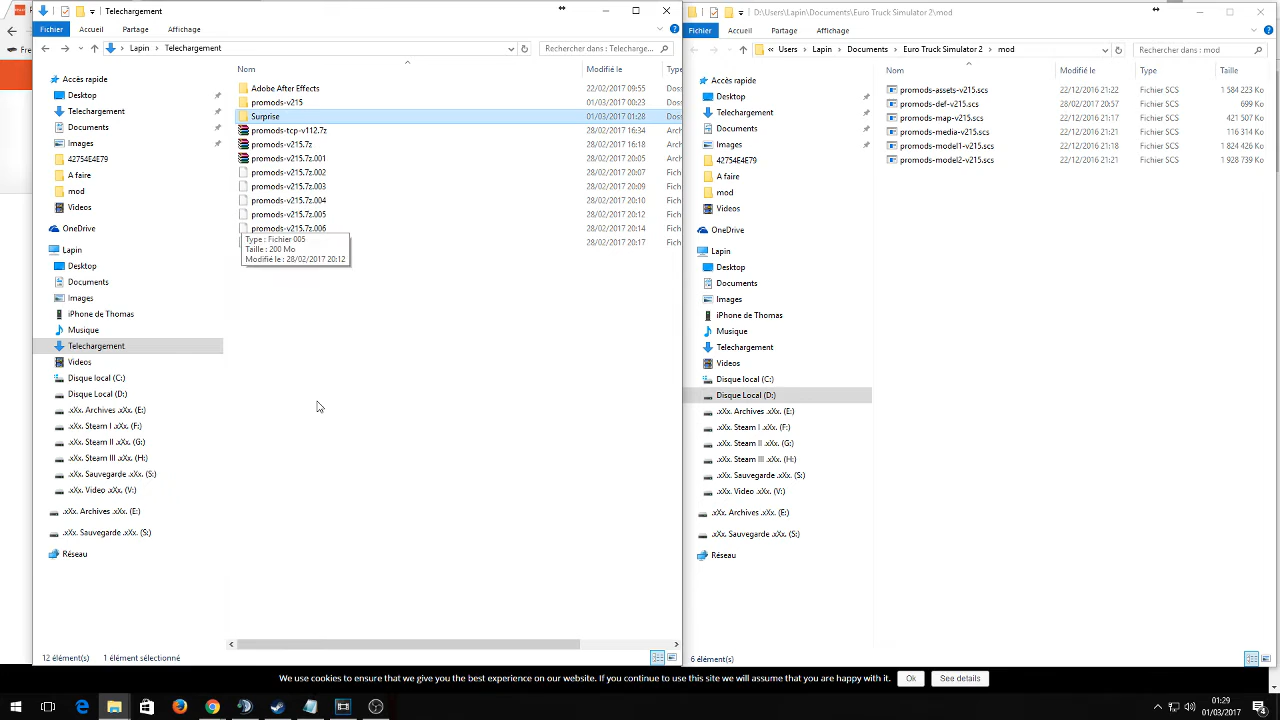 Telechargement
Fichier Accueil Partage Affichage
Lapin Telechargement
Rechercher dans : Telecharge...
Nom Modifié le Type
Accès rapide
Desktop
Telechargement
Documents
Images
42754E4E79
A faire
mod
Videos
OneDrive
Lapin
Desktop
Documents
Images
iPhone de Thomas
Musique
Telechargement
Videos
Disque local (C:)
Disque Local (D:)
.xXx. Archives .xXx. (E:)
.xXx. Steam I .xXx. (F:)
.xXx. Steam II .xXx. (G:)
.xXx. Steam III .xXx. (H:)
.xXx. Sauvegarde .xXx. (S:)
.xXx. Video .xXx. (V:)
.xXx. Archives .xXx. (E:)
.xXx. Sauvegarde .xXx. (S:)
Réseau
Adobe After Effects 22/02/2017 09:55 Doss
promods-v215 01/03/2017 00:23 Doss
Surprise 01/03/2017 01:28 Doss
promods-tcp-v112.7z 28/02/2017 16:34 Arch
promods-v215.7z 28/02/2017 16:18 Arch
promods-v215.7z.001 28/02/2017 20:05 Arch
promods-v215.7z.002 28/02/2017 20:07 Fich
promods-v215.7z.003 28/02/2017 20:09 Fich
promods-v215.7z.004 28/02/2017 20:10 Fich
promods-v215.7z.005 28/02/2017 20:12 Fich
promods-v215.7z.006 28/02/2017 20:14 Fich
28/02/2017 20:17 Fich
Type : Fichier 005
Taille : 200 Mo
Modifié le : 28/02/2017 20:12
12 élément(s) 1 élément sélectionné
D:\Users\Lapin\Documents\Euro Truck Simulator 2\mod
Fichier Accueil Partage Affichage
« Users Lapin Documents Euro Truck Simulator 2 mod
Rechercher dans : mod
Nom Modifié le Type Taille
Accès rapide
Desktop
Telechargement
Documents
Images
42754E4E79
A faire
mod
Videos
OneDrive
Lapin
Desktop
Documents
Images
iPhone de Thomas
Musique
Telechargement
Videos
Disque local (C:)
Disque Local (D:)
.xXx. Archives .xXx. (E:)
.xXx. Steam I .xXx. (F:)
.xXx. Steam II .xXx. (G:)
.xXx. Steam III .xXx. (H:)
.xXx. Sauvegarde .xXx. (S:)
.xXx. Video .xXx. (V:)
.xXx. Archives .xXx. (E:)
.xXx. Sauvegarde .xXx. (S:)
Réseau
promods-assets-v215.scs 22/12/2016 21:22 Fichier SCS 1 584 223 Ko
promods-def-v215.scs 28/02/2017 20:57 Fichier SCS 699 Ko
promods-map-v215.scs 22/12/2016 21:22 Fichier SCS 421 507 Ko
promods-media-v215.scs 22/12/2016 21:21 Fichier SCS 116 314 Ko
promods-model1-v215.scs 22/12/2016 21:18 Fichier SCS 1 824 426 Ko
promods-model2-v215.scs 22/12/2016 21:21 Fichier SCS 1 928 739 Ko
6 élément(s)
We use cookies to ensure that we give you the best experience on our website. If you continue to use this site we will assume that you are happy with it. Ok See details
01:29
01/03/2017
4